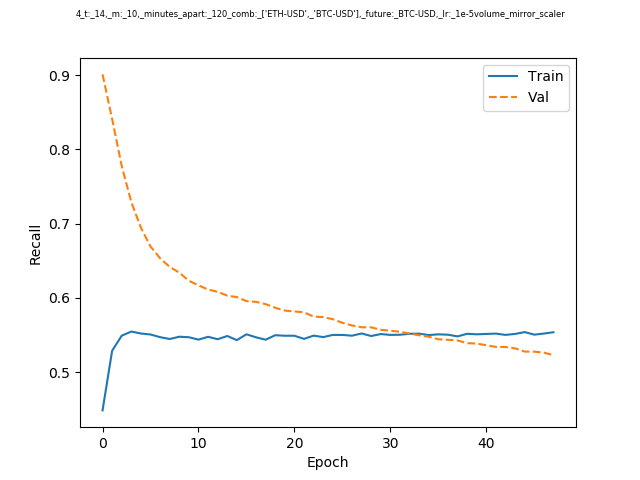 4_t:_14,_m:_10,_minutes_apart:_120_comb:_['ETH-USD',_'BTC-USD'],_future:_BTC-USD,_lr:_1e-5volume_mirror_scaler
Train
Val
0.9
0.8
0.7
0.6
0.5
Recall
0 10 20 30 40
Epoch